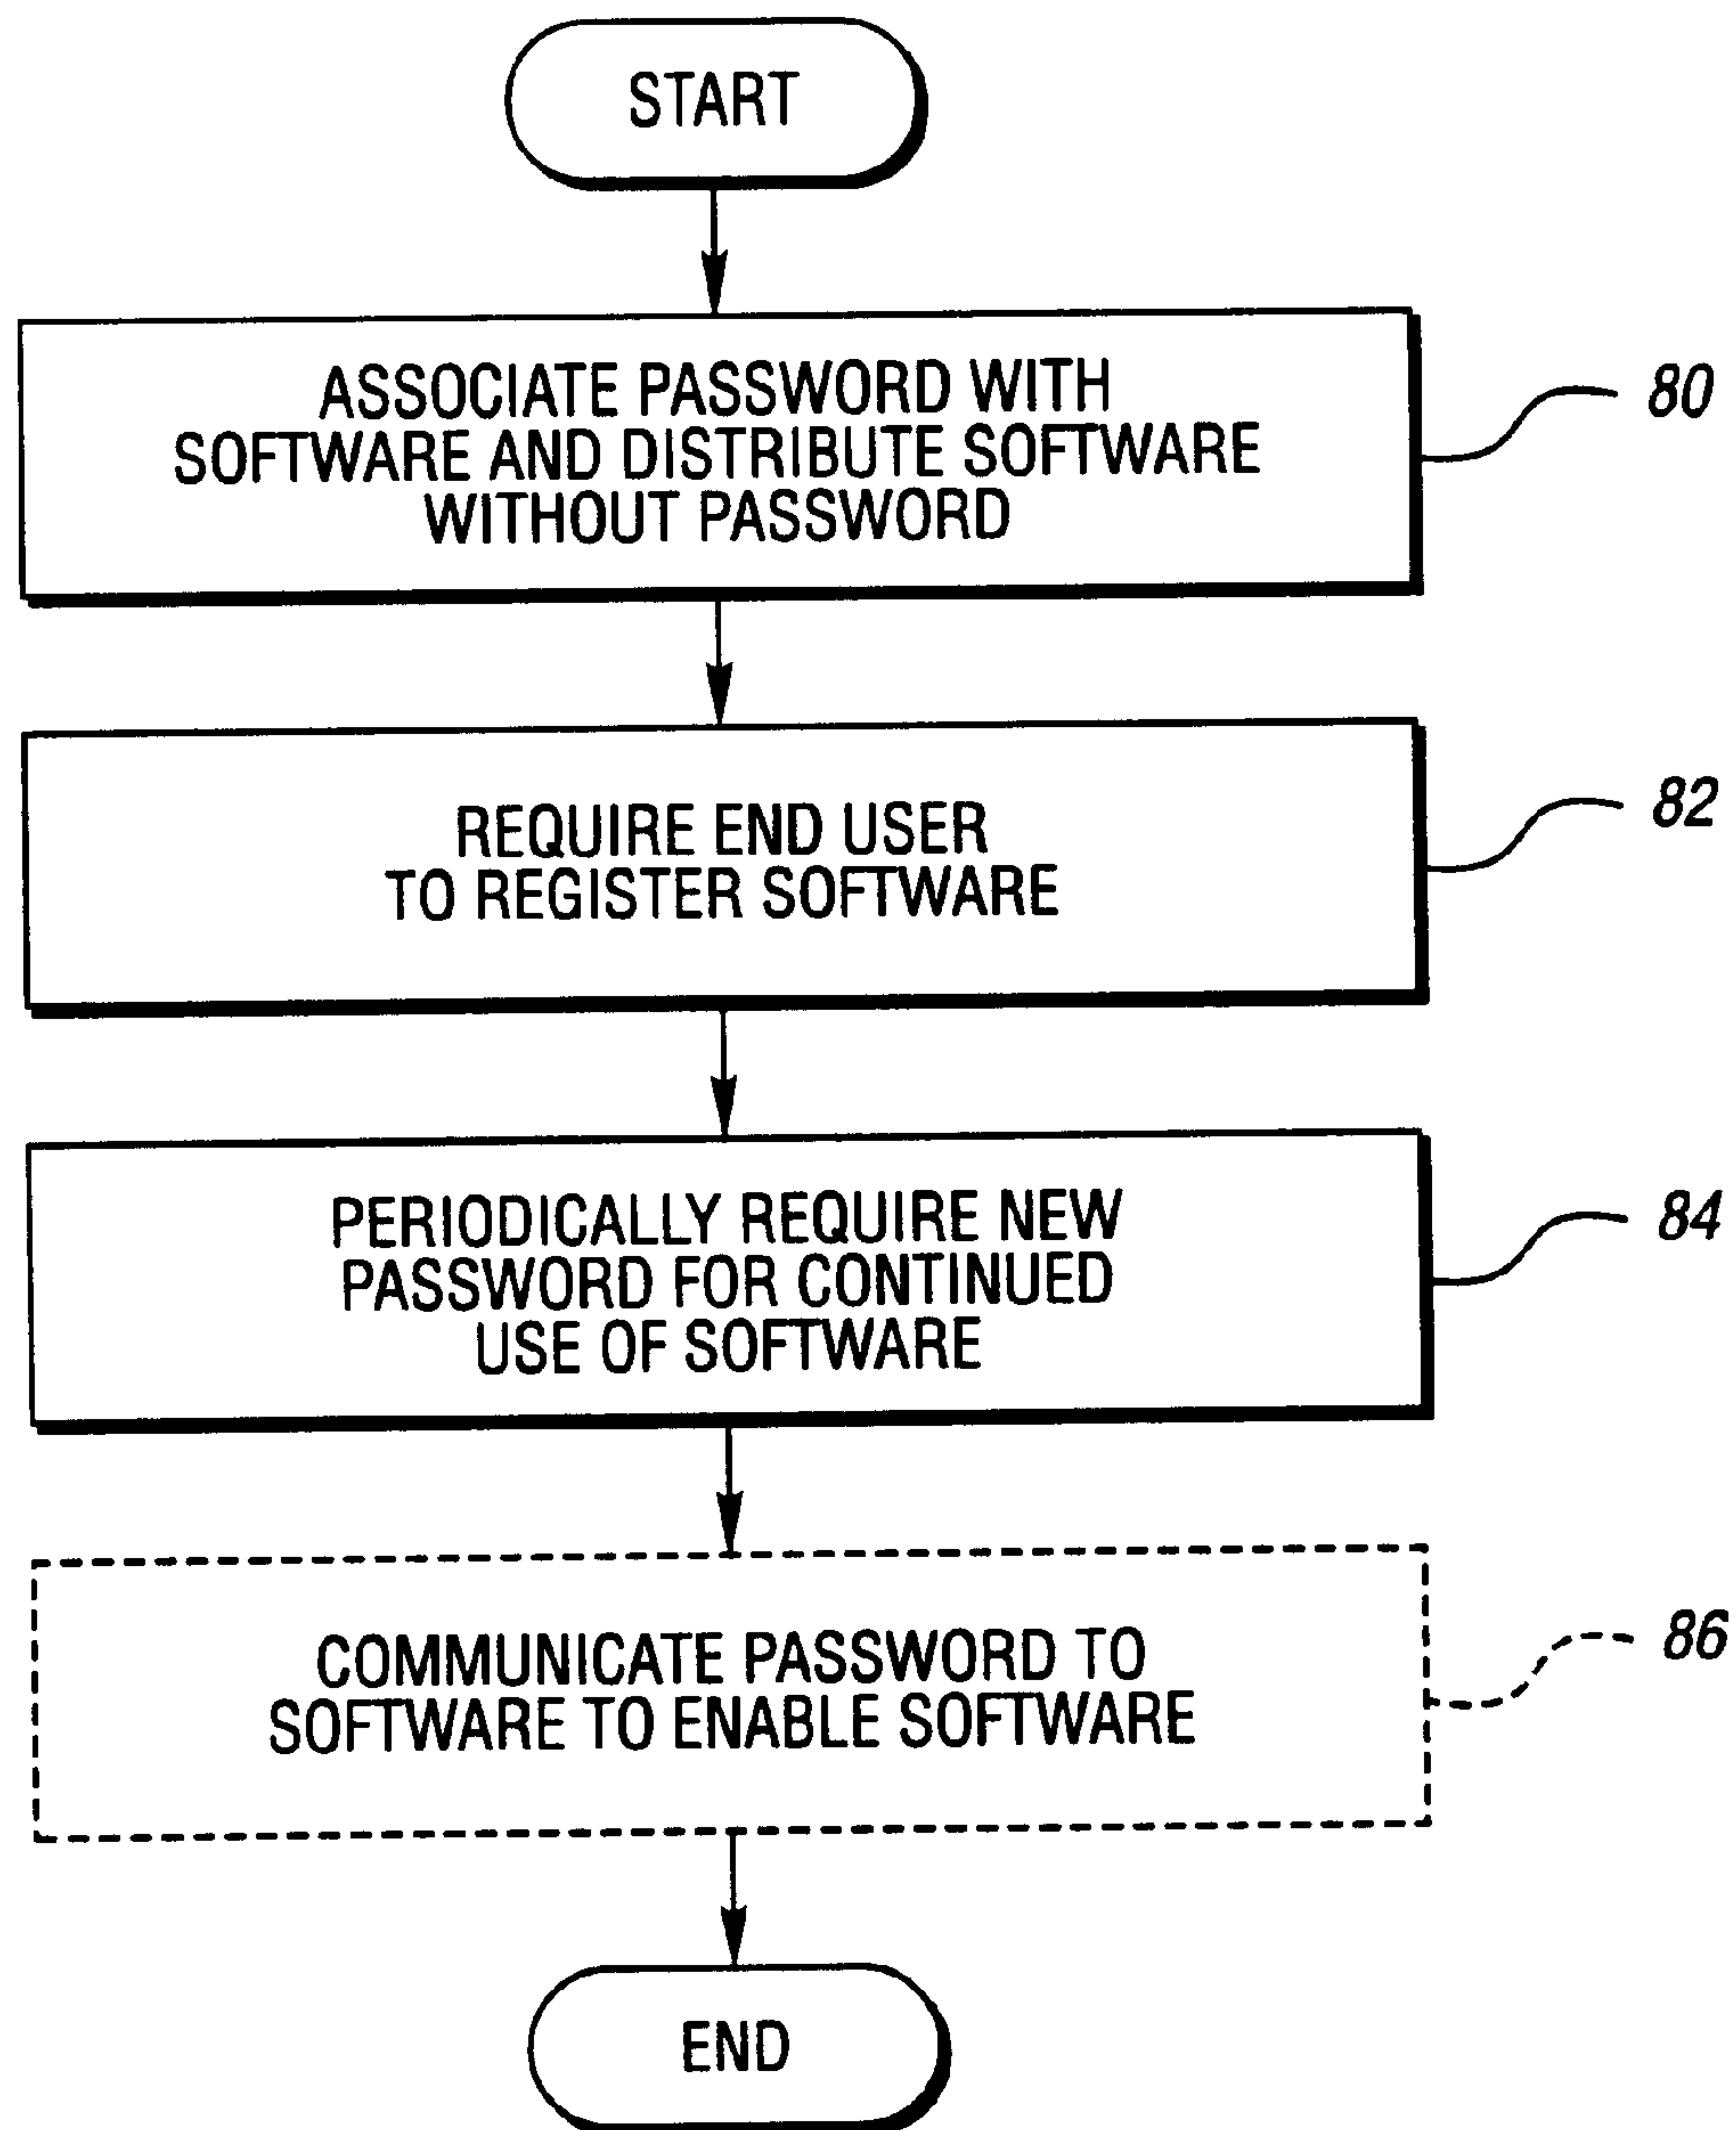 START
ASSOCIATE PASSWORD WITH
SOFTWARE AND DISTRIBUTE SOFTWARE
WITHOUT PASSWORD
80
REQUIRE END USER
TO REGISTER SOFTWARE
82
PERIODICALLY REQUIRE NEW
PASSWORD FOR CONTINUED
USE OF SOFTWARE
84
COMMUNICATE PASSWORD TO
SOFTWARE TO ENABLE SOFTWARE
86
END